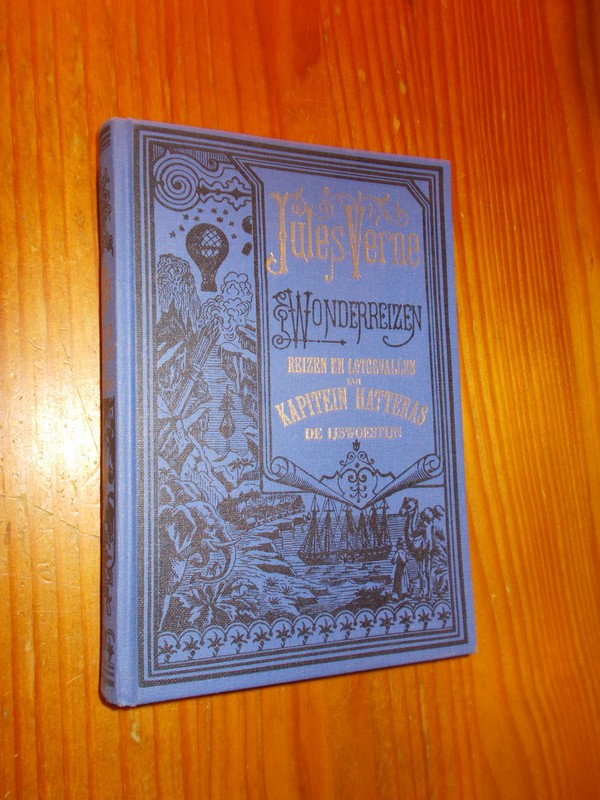 Jules Verne
WONDERREIZEN
REIZEN EN LOTGEVALLEN
VAN
KAPITEIN HATTERAS
DE IJSWOESTIJN